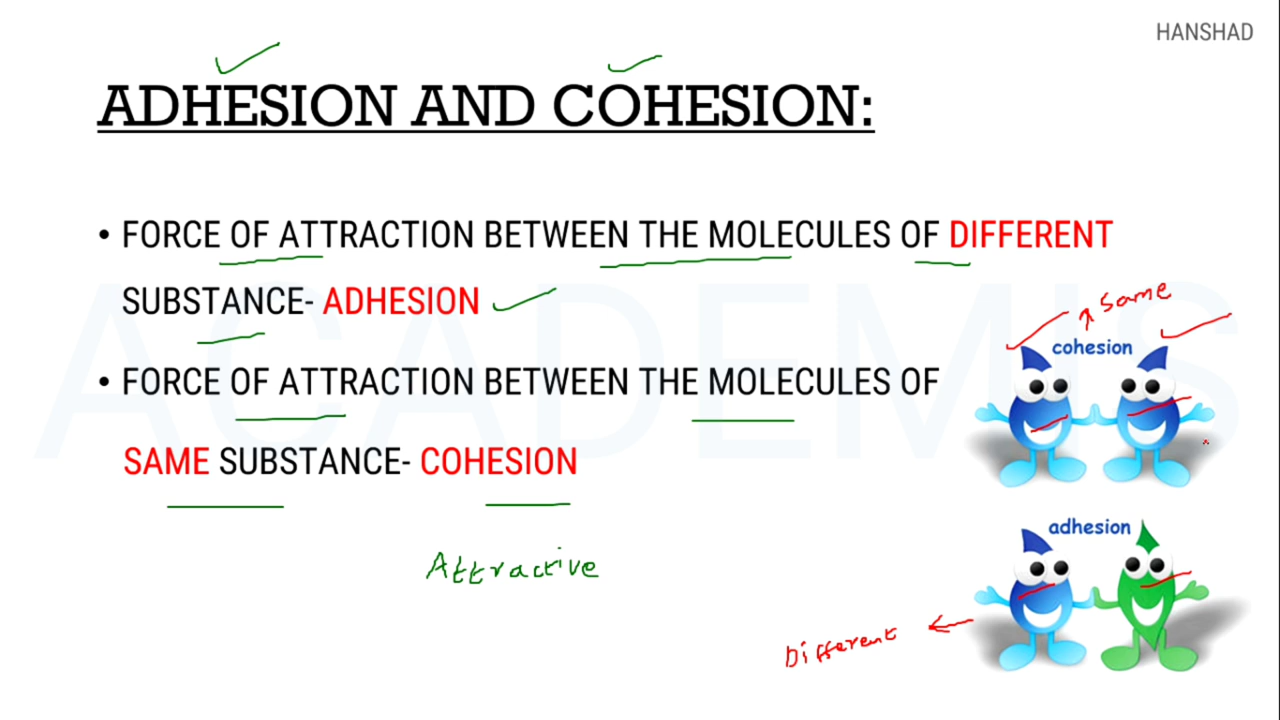 HANSHAD
ADHESION AND COHESION:
• FORCE OF ATTRACTION BETWEEN THE MOLECULES OF DIFFERENT
SUBSTANCE- ADHESION
• FORCE OF ATTRACTION BETWEEN THE MOLECULES OF
SAME SUBSTANCE- COHESION
Attractive
Same
cohesion
adhesion
Different
ACADEMIS